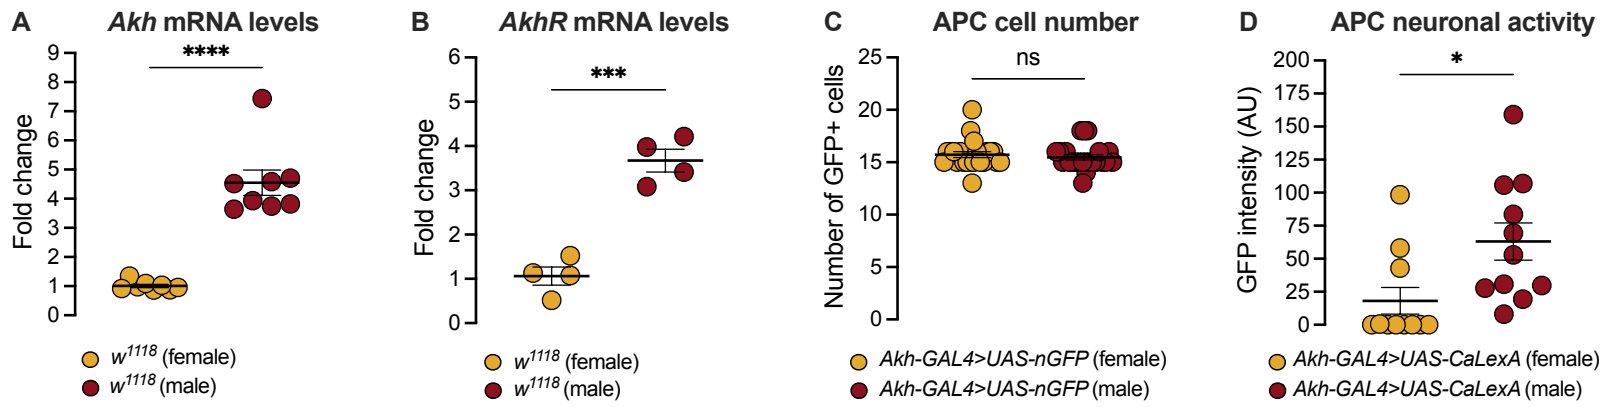 A Akh mRNA levels
Fold change
9
8
7
6
5
4
3
2
1
0
****
w1118 (female)
w1118 (male)
B AkhR mRNA levels
Fold change
6
5
4
3
2
1
0
***
w1118 (female)
w1118 (male)
C APC cell number
Number of GFP+ cells
25
20
15
10
5
0
ns
Akh-GAL4>UAS-nGFP (female)
Akh-GAL4>UAS-nGFP (male)
D APC neuronal activity
GFP intensity (AU)
200
175
150
125
100
75
50
25
0
*
Akh-GAL4>UAS-CaLexA (female)
Akh-GAL4>UAS-CaLexA (male)